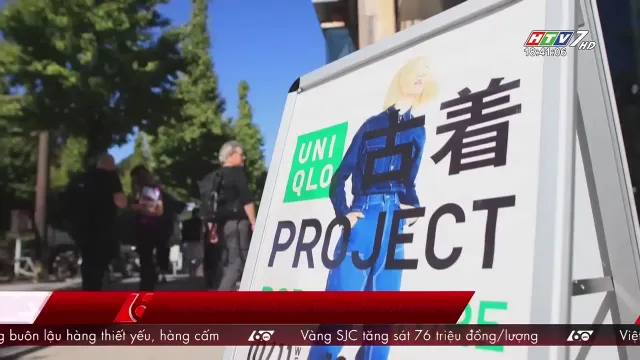 HTV7 HD
18:41:06
UNI
QLO
古着
PROJECT
g buôn lậu hàng thiết yếu, hàng cấm
Vàng SJC tăng sát 76 triệu đồng/lượng
Việ